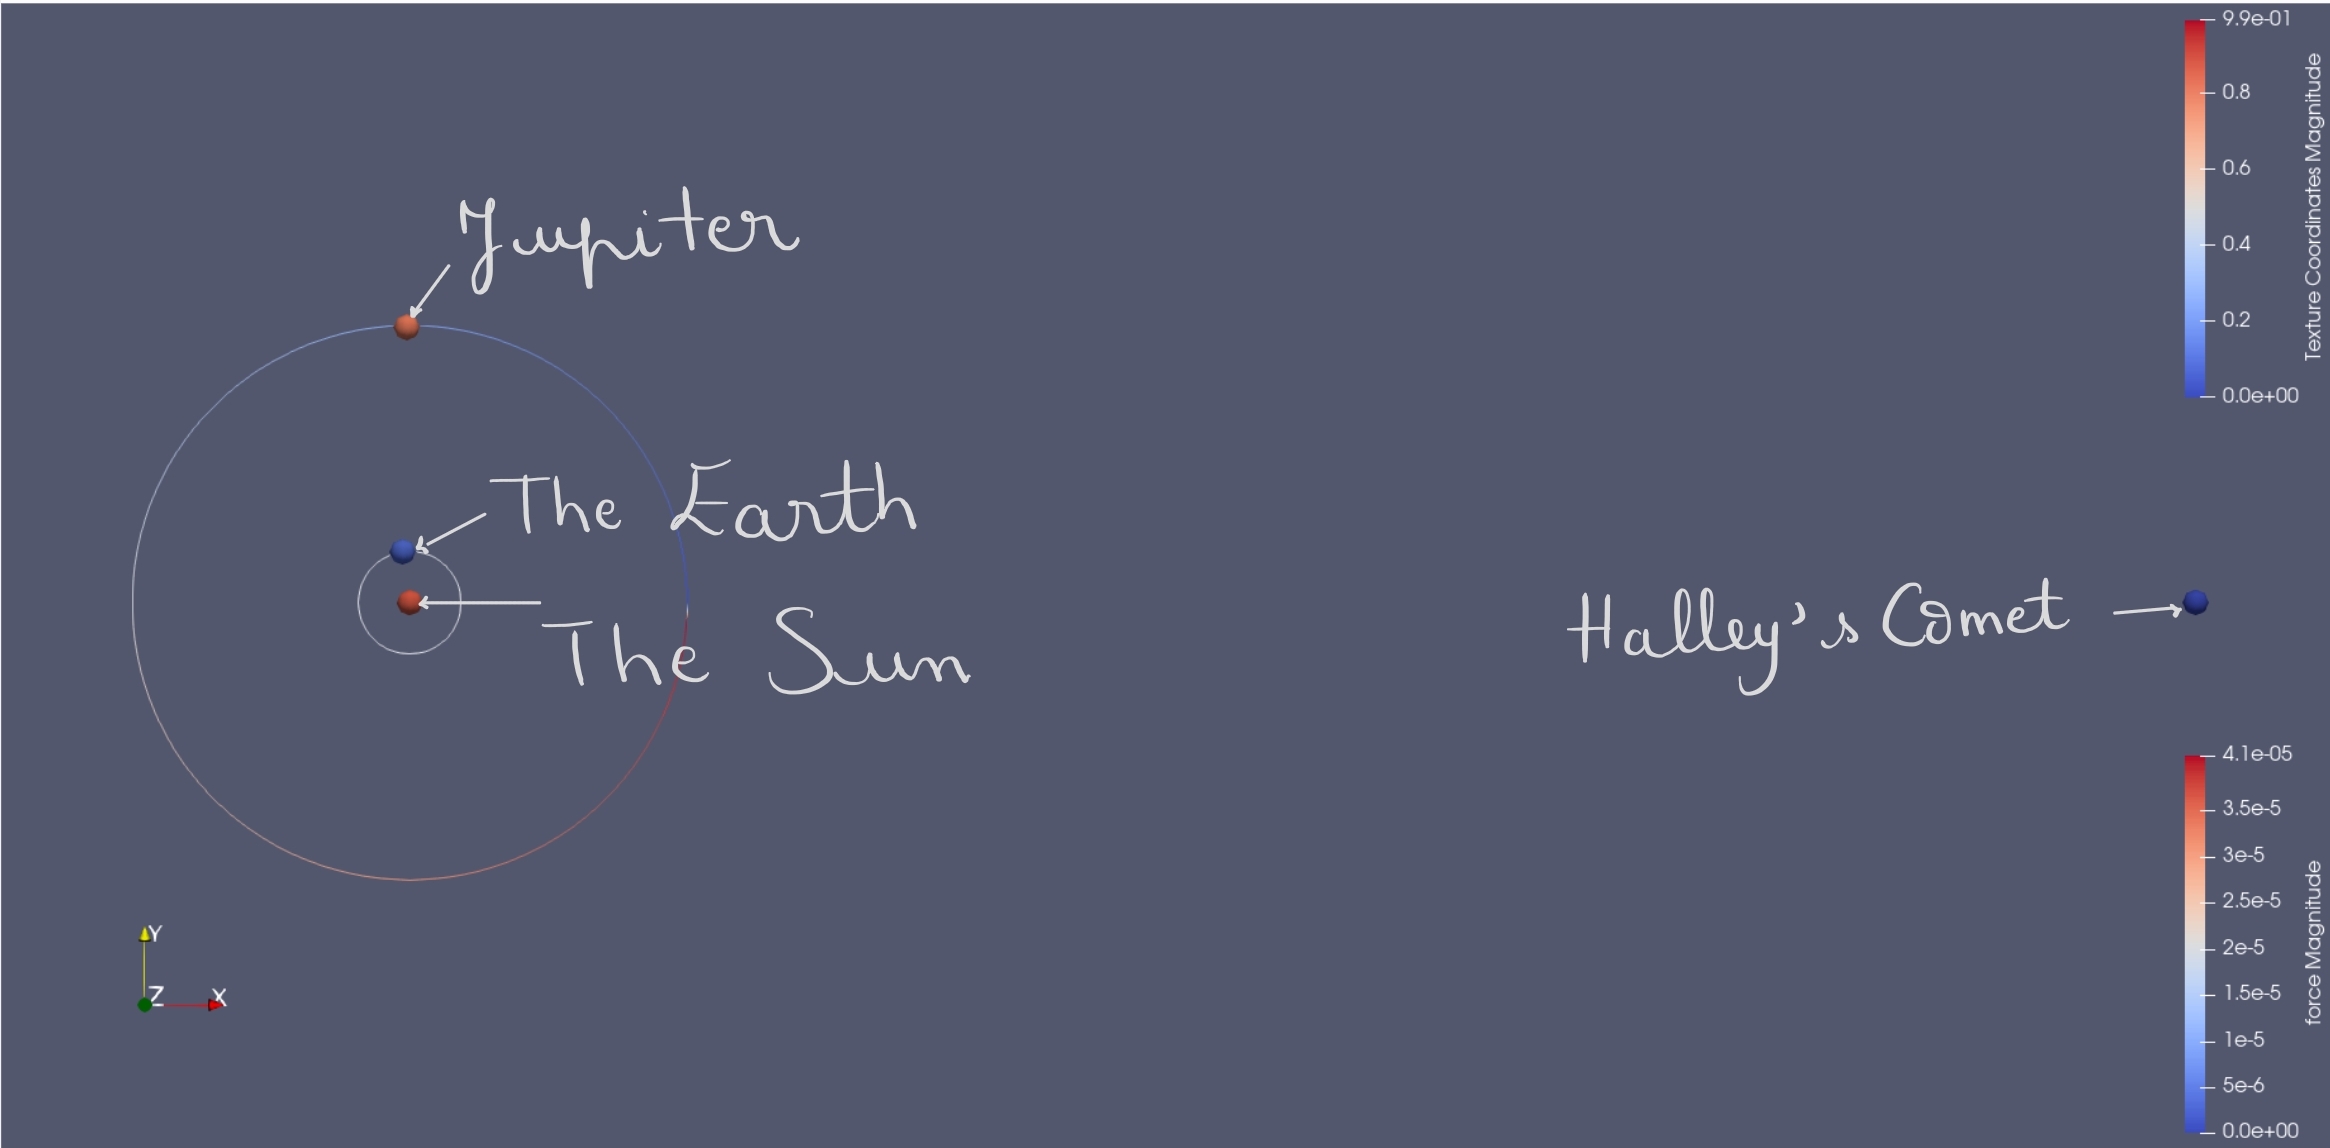 9.9e-01
0.8
0.6
0.4
0.2
0.0e+00
Texture Coordinates Magnitude
Jupiter
The Earth
The Sun
Halley's Comet
4.1e-05
3.5e-5
3e-5
2.5e-5
2e-5
1.5e-5
1e-5
5e-6
0.0e+00
force Magnitude
Y
Z
X